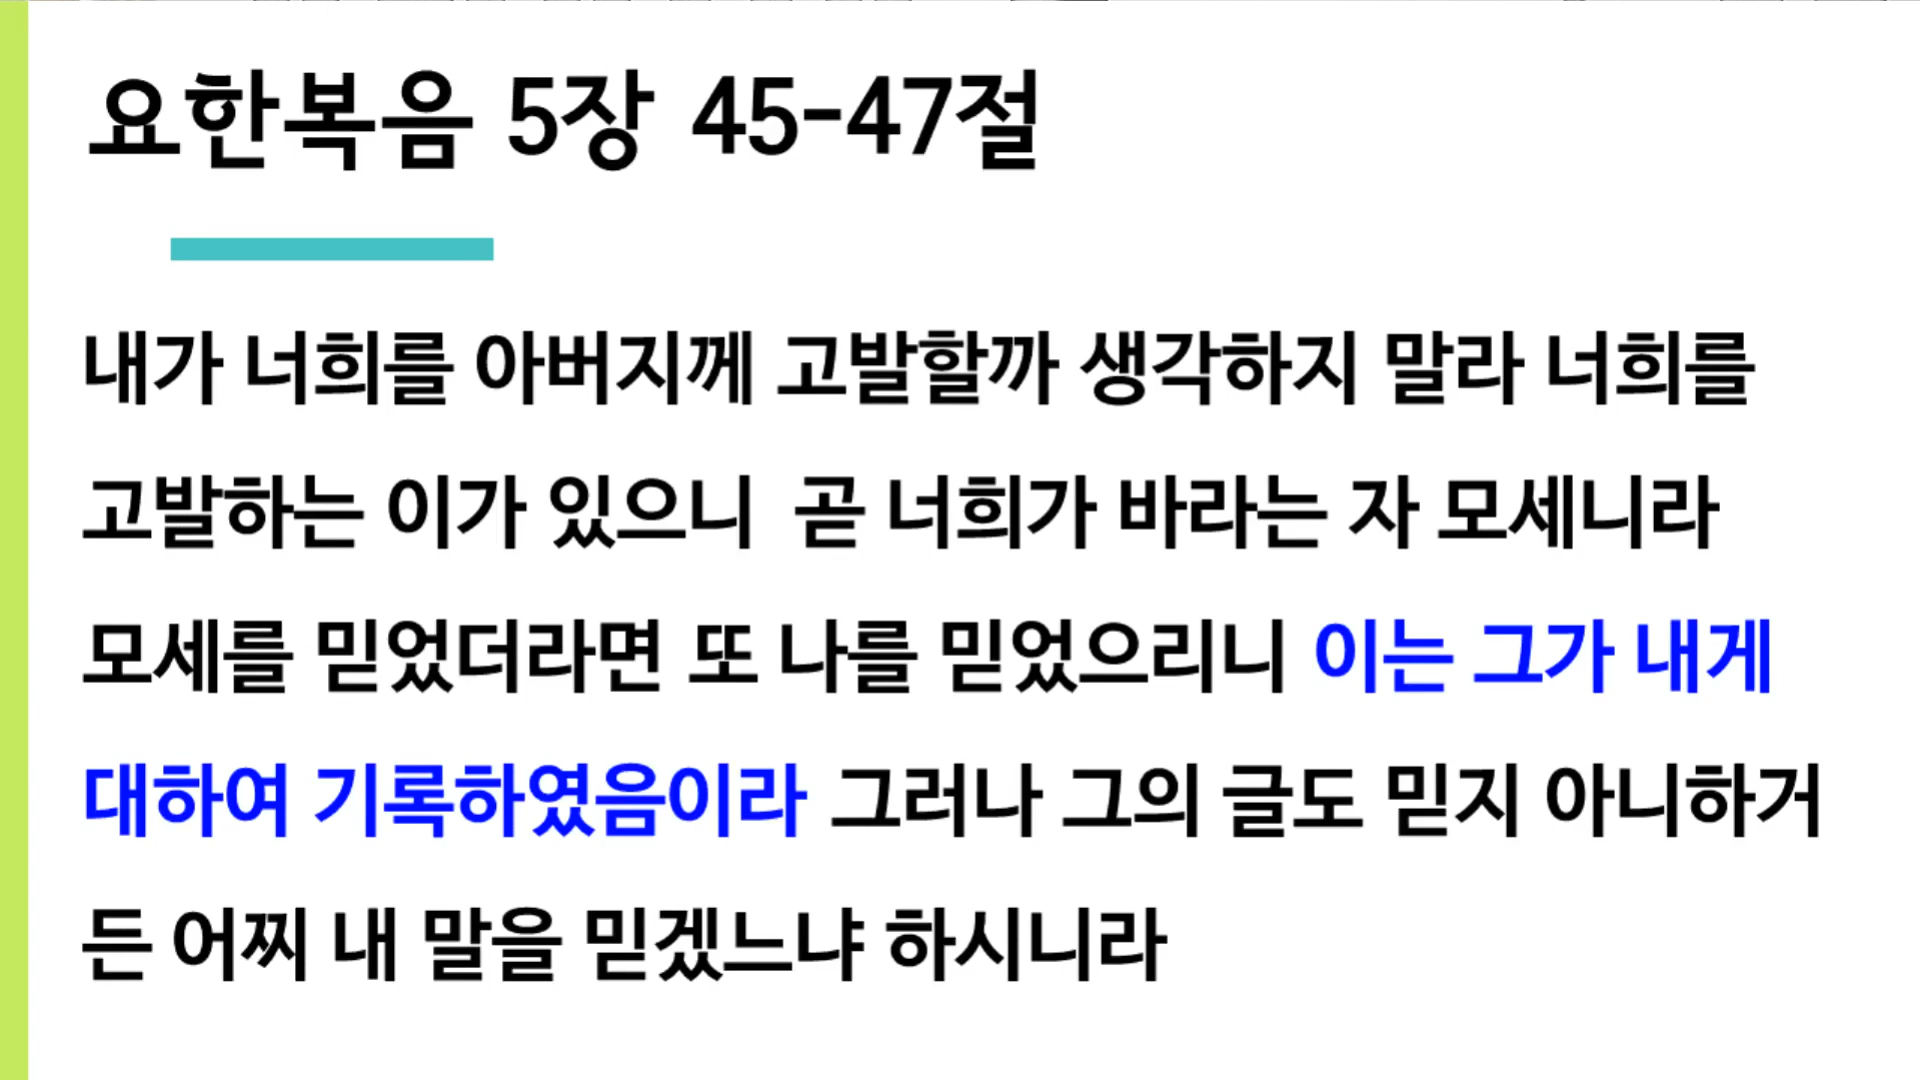 요한복음 5장 45-47절
내가 너희를 아버지께 고발할까 생각하지 말라 너희를
고발하는 이가 있으니 곧 너희가 바라는 자 모세니라
모세를 믿었더라면 또 나를 믿었으리니 이는 그가 내게
대하여 기록하였음이라 그러나 그의 글도 믿지 아니하거
든 어찌 내 말을 믿겠느냐 하시니라